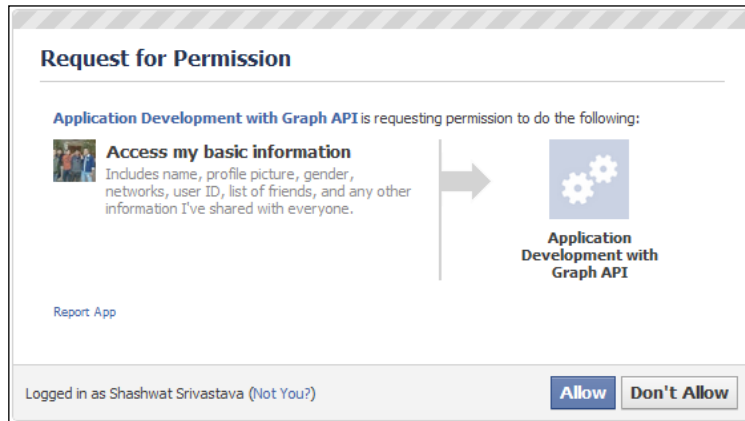 Request for Permission
Application Development with Graph API is requesting permission to do the following:
Access my basic information
Includes name, profile picture, gender,
networks, user ID, list of friends, and any other
information I've shared with everyone.
Application
Development with
Graph API
Report App
Logged in as Shashwat Srivastava (Not You?)
Allow
Don't Allow